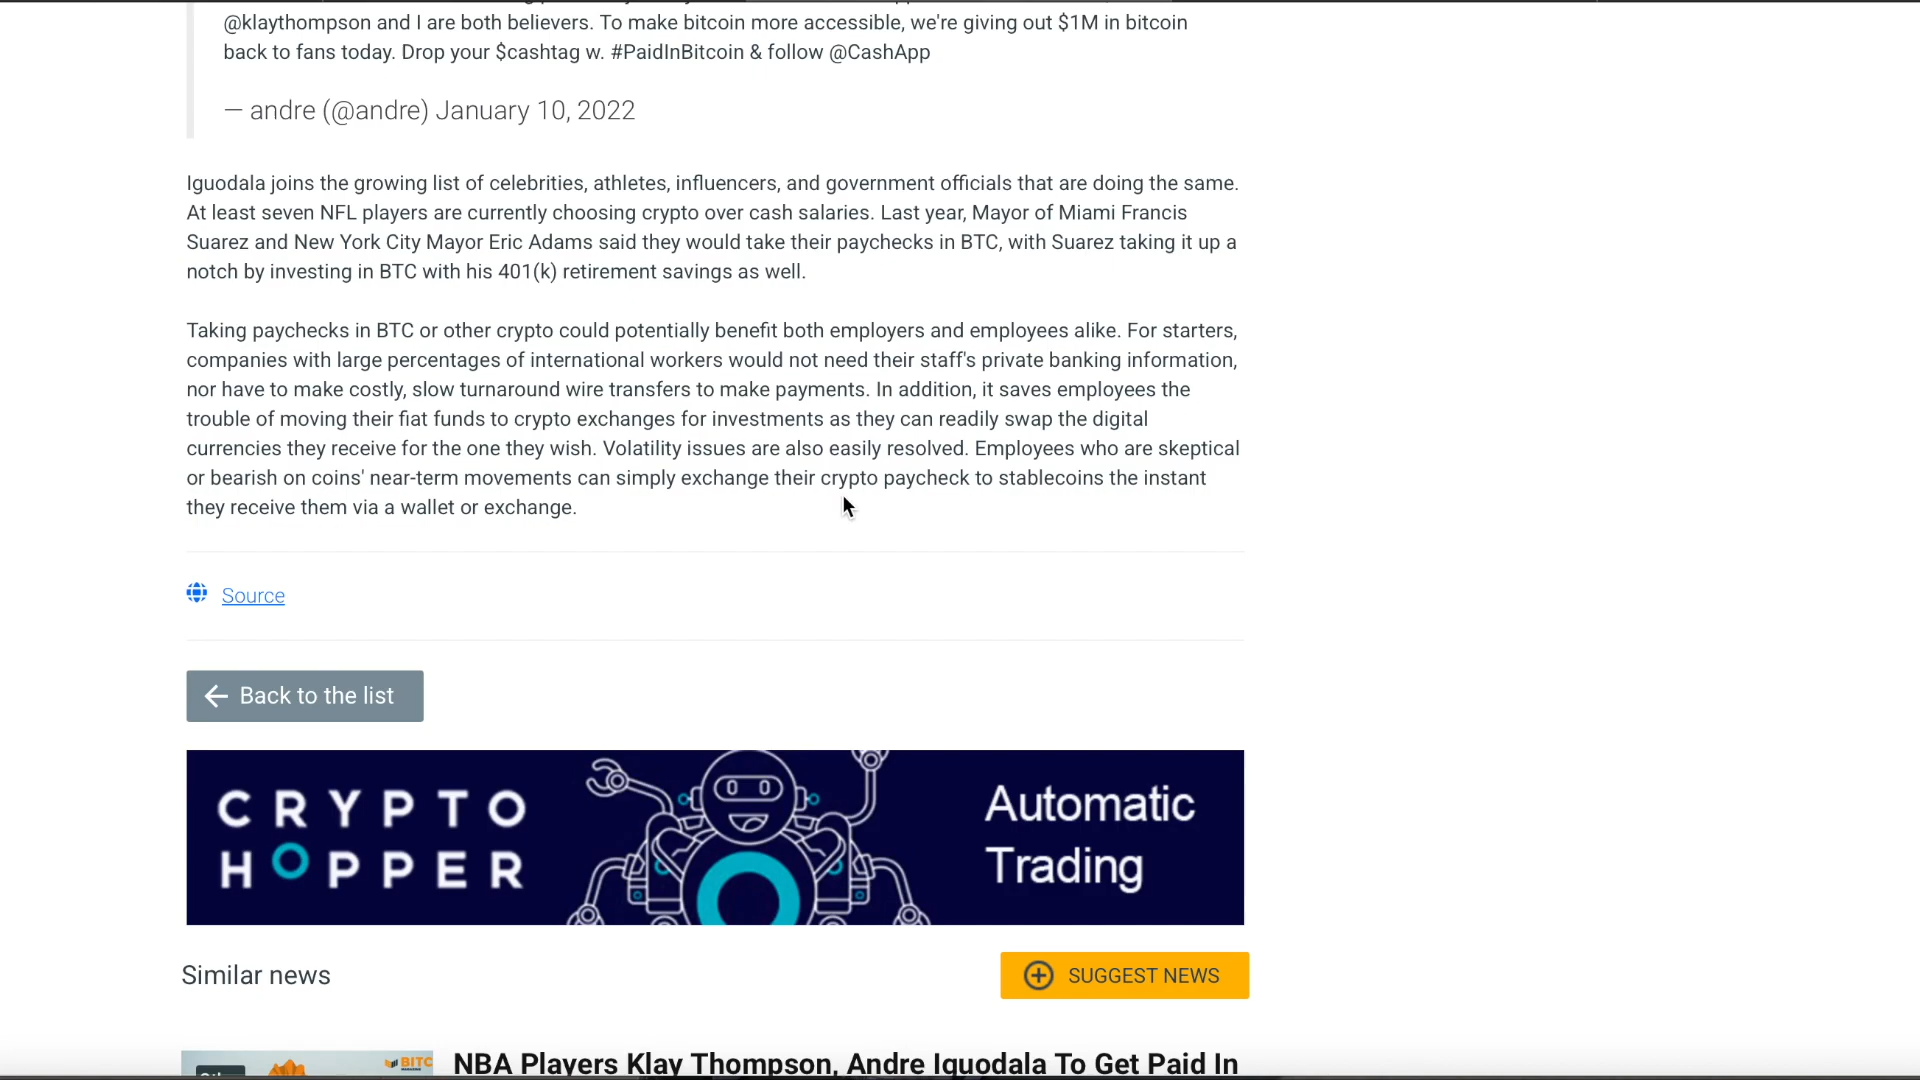 @klaythompson and I are both believers. To make bitcoin more accessible, we're giving out $1M in bitcoin
back to fans today. Drop your $cashtag w. #PaidInBitcoin & follow @CashApp
— andre (@andre) January 10, 2022
Iguodala joins the growing list of celebrities, athletes, influencers, and government officials that are doing the same.
At least seven NFL players are currently choosing crypto over cash salaries. Last year, Mayor of Miami Francis
Suarez and New York City Mayor Eric Adams said they would take their paychecks in BTC, with Suarez taking it up a
notch by investing in BTC with his 401(k) retirement savings as well.
Taking paychecks in BTC or other crypto could potentially benefit both employers and employees alike. For starters,
companies with large percentages of international workers would not need their staff's private banking information,
nor have to make costly, slow turnaround wire transfers to make payments. In addition, it saves employees the
trouble of moving their fiat funds to crypto exchanges for investments as they can readily swap the digital
currencies they receive for the one they wish. Volatility issues are also easily resolved. Employees who are skeptical
or bearish on coins' near-term movements can simply exchange their crypto paycheck to stablecoins the instant
they receive them via a wallet or exchange.
Source
Back to the list
CRYPTO
HOPPER
Automatic
Trading
Similar news
SUGGEST NEWS
BITC
NBA Players Klay Thompson, Andre Iguodala To Get Paid In